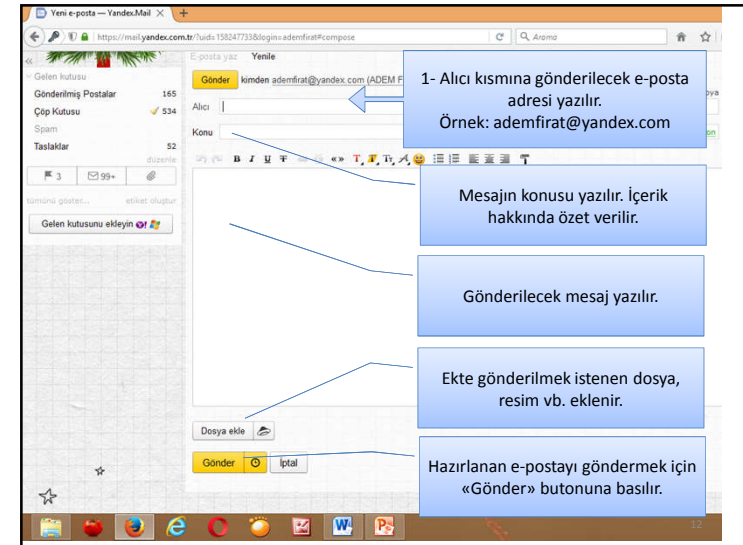 Yeni e-posta — Yandex.Mail
https://mail.yandex.com.tr/?uid=158247733&login=ademfirat#compose
Arama
E-posta yaz Yenile
Gelen kutusu
Gönderilmiş Postalar 165
Çöp Kutusu 534
Spam
Taslaklar 52
düzenle
3 99+
tümünü göster... etiket oluştur
Gelen kutusunu ekleyin
Gönder kimden ademfirat@yandex.com (ADEM F
Alıcı
Konu
1- Alıcı kısmına gönderilecek e-posta
adresi yazılır.
Örnek: ademfirat@yandex.com
Mesajın konusu yazılır. İçerik
hakkında özet verilir.
Gönderilecek mesaj yazılır.
Ekte gönderilmek istenen dosya,
resim vb. eklenir.
Dosya ekle
Gönder İptal
Hazırlanan e-postayı göndermek için
«Gönder» butonuna basılır.
12